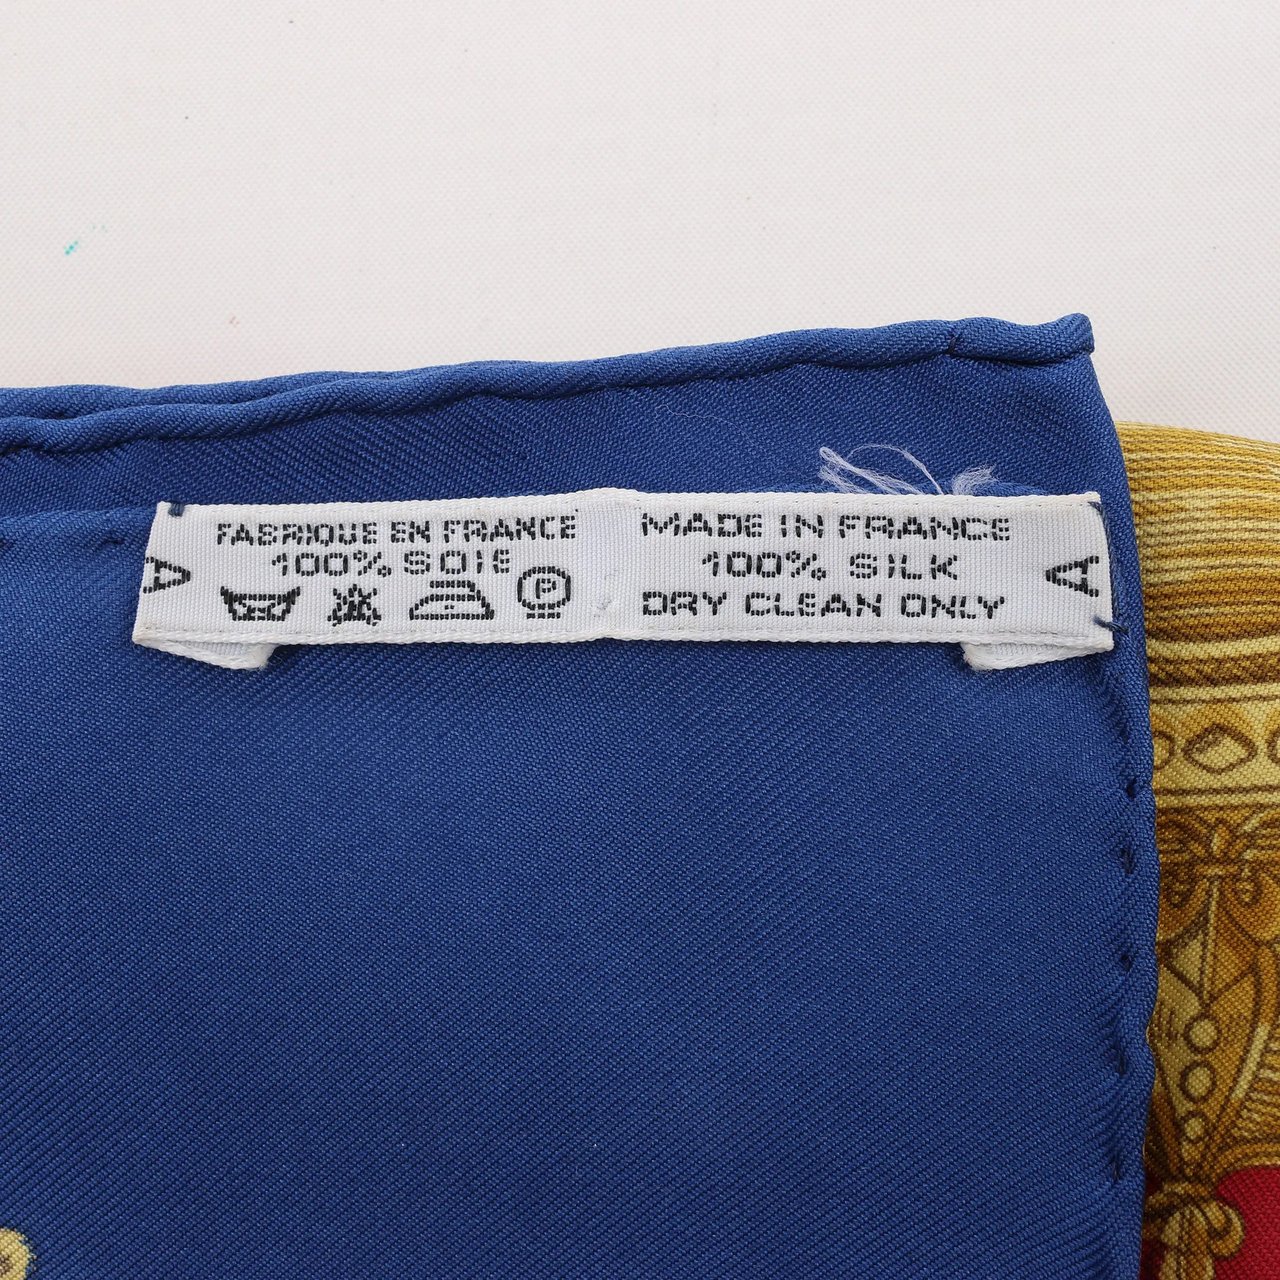 FABRIQUE EN FRANCE
100% SOIE
A
P
MADE IN FRANCE
100% SILK
DRY CLEAN ONLY
A